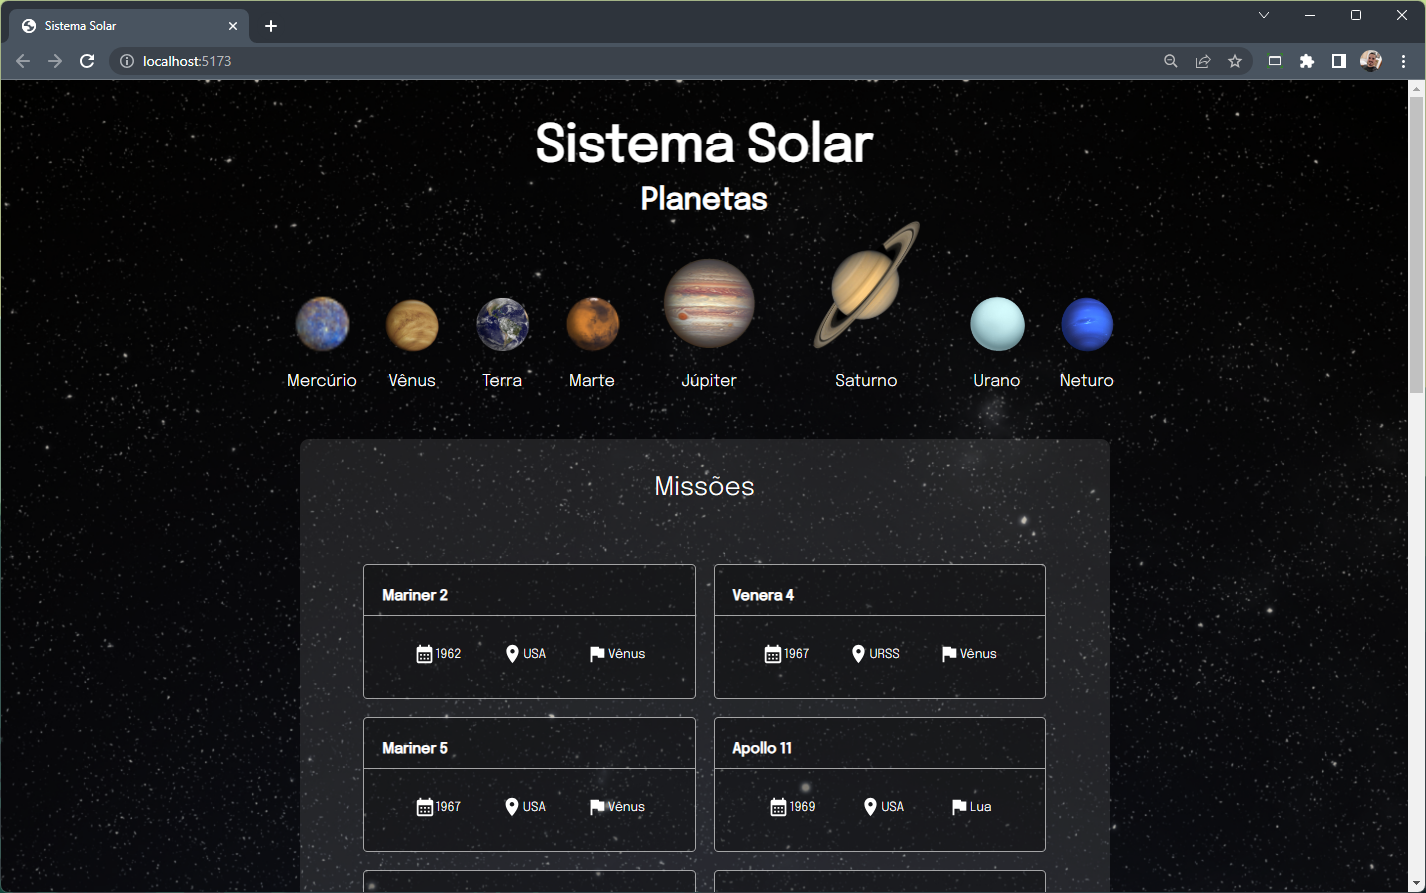 Sistema Solar
localhost:5173
Sistema Solar
Planetas
Mercúrio Vênus Terra Marte Júpiter Saturno Urano Neturo
Missões
Mariner 2
1962 USA Vênus
Venera 4
1967 URSS Vênus
Mariner 5
1967 USA Vênus
Apollo 11
1969 USA Lua